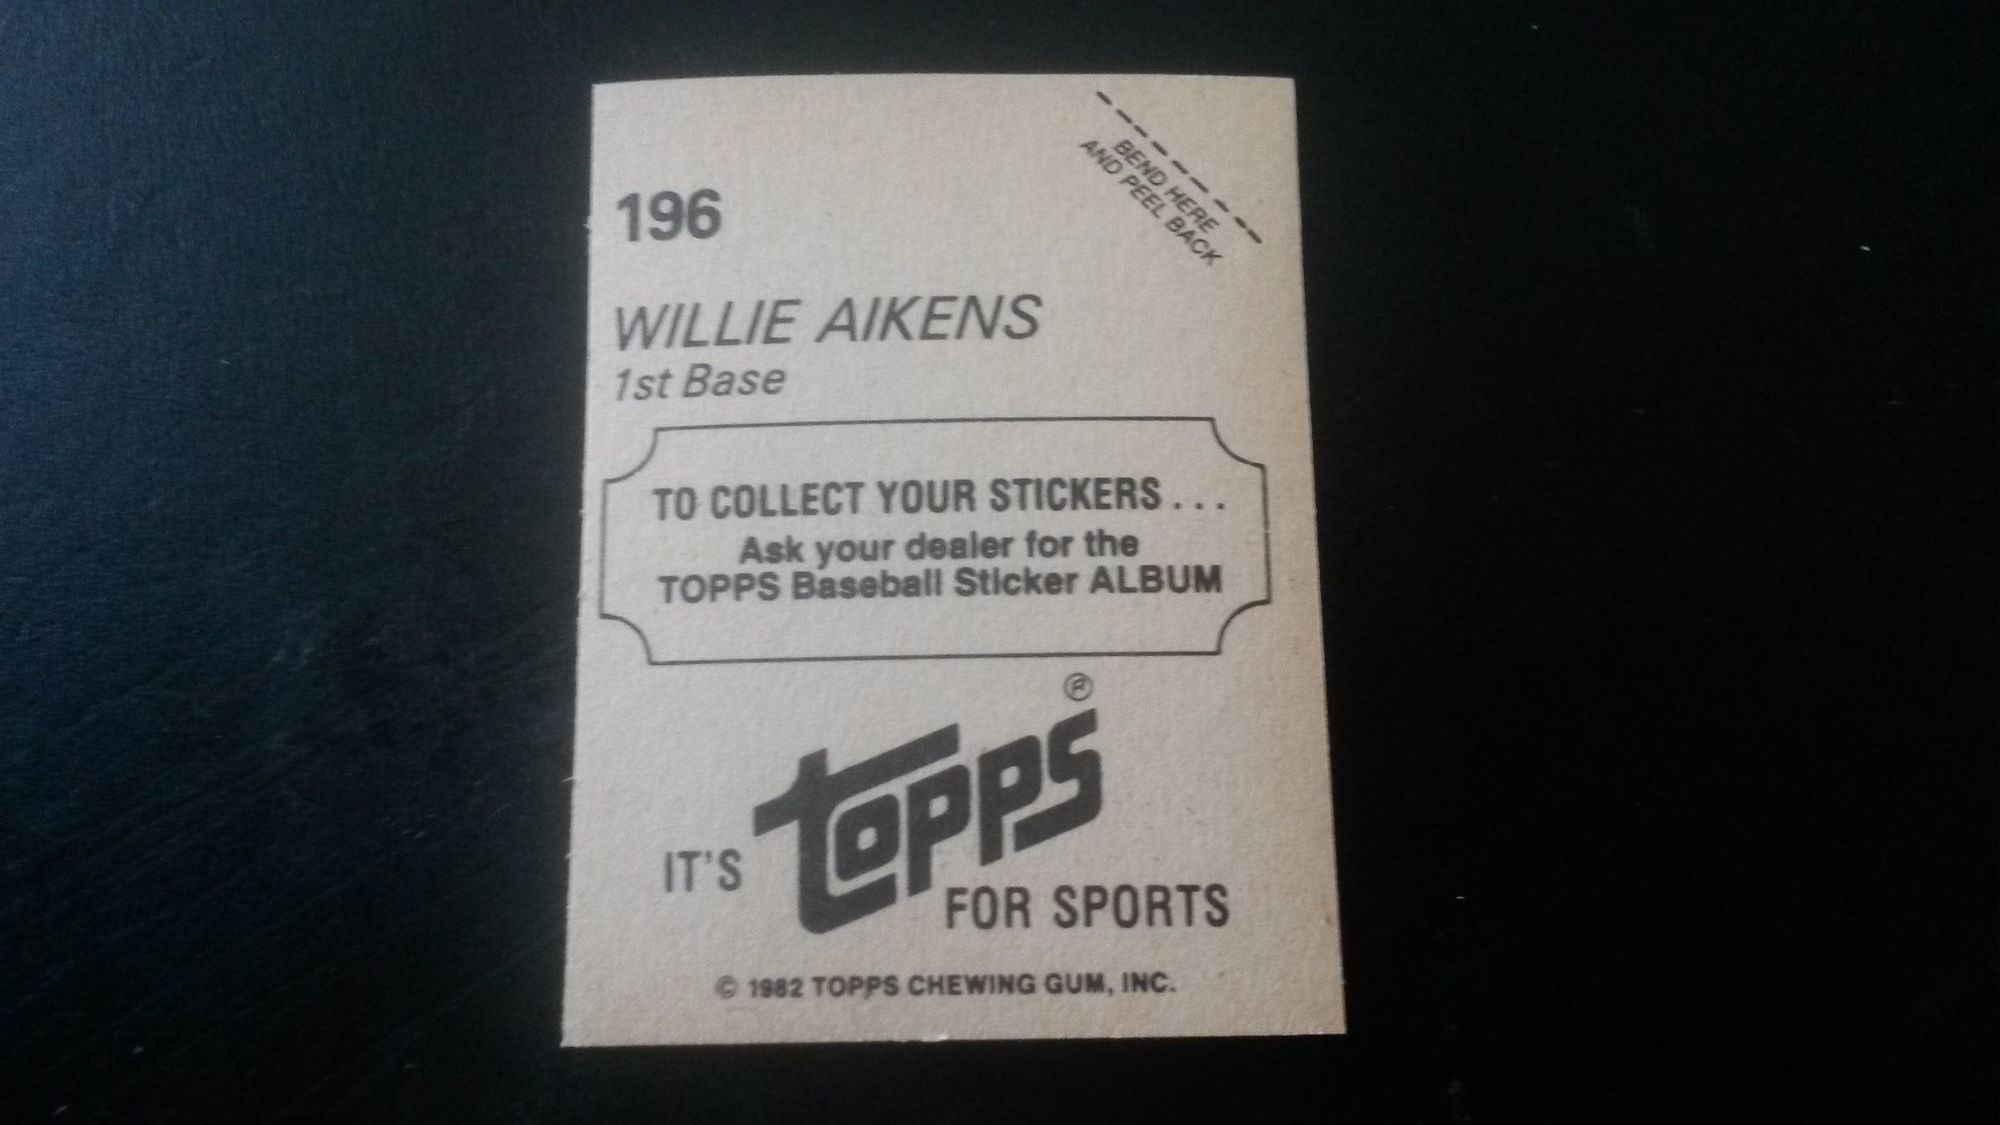 BEND HERE
AND PEEL BACK
196
WILLIE AIKENS
1st Base
TO COLLECT YOUR STICKERS...
Ask your dealer for the
TOPPS Baseball Sticker ALBUM
IT'S TOPPS® FOR SPORTS
© 1982 TOPPS CHEWING GUM, INC.